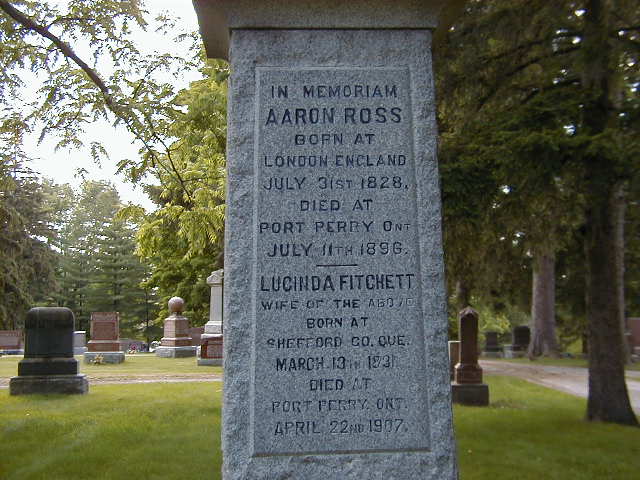 IN MEMORIAM
AARON ROSS
BORN AT
LONDON ENGLAND
JULY 31ST 1828.
DIED AT
PORT PERRY ONT
JULY 11TH 1896.
LUCINDA FITCHETT
WIFE OF THE ABOVE
BORN AT
SHEFFORD CO. QUE.
MARCH 13TH 1831
DIED AT
PORT PERRY. ONT.
APRIL 22ND 1907.